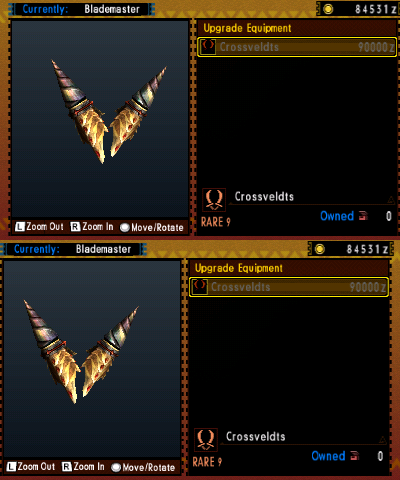 Currently: Blademaster
84531z
Upgrade Equipment
Crossveldts 90000z
Crossveldts
Owned 0
RARE 9
L Zoom Out R Zoom In Move/Rotate
Currently: Blademaster
84531z
Upgrade Equipment
Crossveldts 90000z
Crossveldts
Owned 0
RARE 9
L Zoom Out R Zoom In Move/Rotate